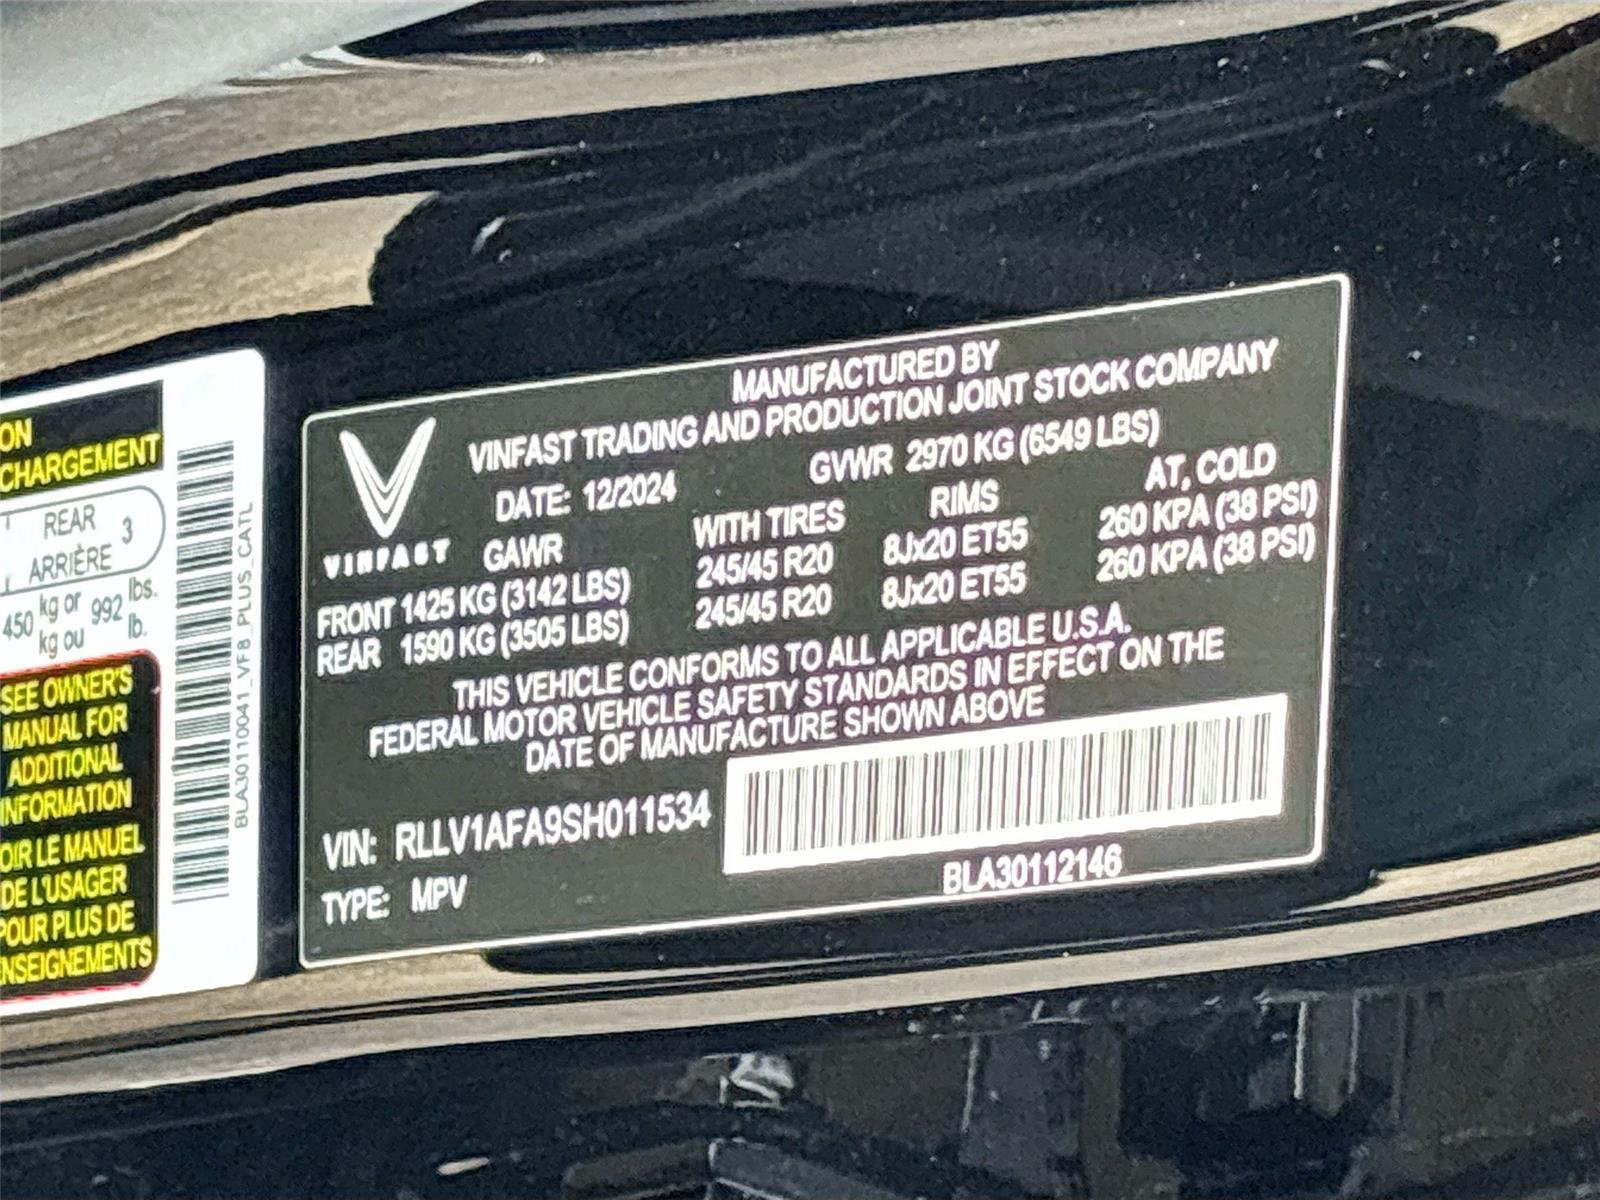 ON
CHARGEMENT
REAR 3
ARRIÈRE
450 kg or 992 lbs.
kg ou lb.
SEE OWNER'S
MANUAL FOR
ADDITIONAL
INFORMATION
OIR LE MANUEL
DE L'USAGER
POUR PLUS DE
NSEIGNEMENTS
BLA30110041_VF8_PLUS_CATL
VINFAST
MANUFACTURED BY
VINFAST TRADING AND PRODUCTION JOINT STOCK COMPANY
DATE: 12/2024 GVWR 2970 KG (6549 LBS)
GAWR WITH TIRES RIMS AT, COLD
FRONT 1425 KG (3142 LBS) 245/45 R20 8Jx20 ET55 260 KPA (38 PSI)
REAR 1590 KG (3505 LBS) 245/45 R20 8Jx20 ET55 260 KPA (38 PSI)
THIS VEHICLE CONFORMS TO ALL APPLICABLE U.S.A.
FEDERAL MOTOR VEHICLE SAFETY STANDARDS IN EFFECT ON THE
DATE OF MANUFACTURE SHOWN ABOVE
VIN: RLLV1AFA9SH011534
TYPE: MPV
BLA30112146